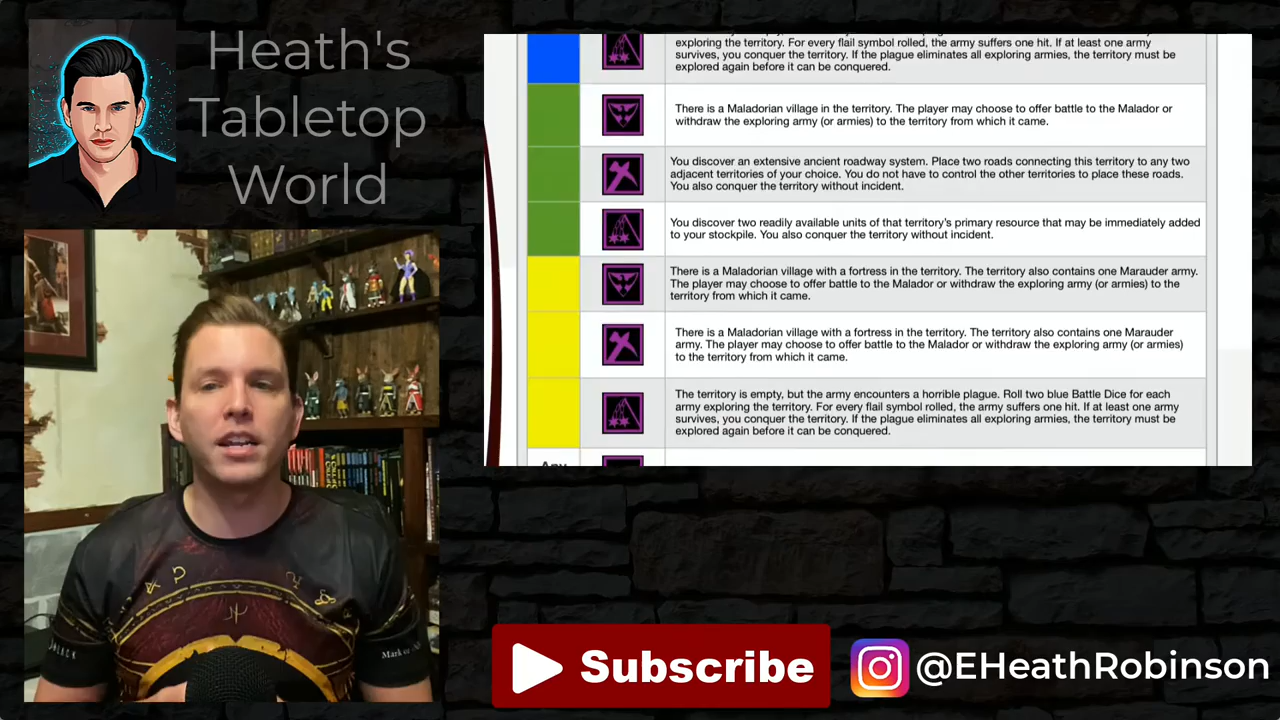 Heath's
Tabletop
World
exploring the territory. For every flail symbol rolled, the army suffers one hit. If at least one army
survives, you conquer the territory. If the plague eliminates all exploring armies, the territory must be
explored again before it can be conquered.
There is a Maladorian village in the territory. The player may choose to offer battle to the Malador or
withdraw the exploring army (or armies) to the territory from which it came.
You discover an extensive ancient roadway system. Place two roads connecting this territory to any two
adjacent territories of your choice. You do not have to control the other territories to place these roads.
You also conquer the territory without incident.
You discover two readily available units of that territory's primary resource that may be immediately added
to your stockpile. You also conquer the territory without incident.
There is a Maladorian village with a fortress in the territory. The territory also contains one Marauder army.
The player may choose to offer battle to the Malador or withdraw the exploring army (or armies) to the
territory from which it came.
There is a Maladorian village with a fortress in the territory. The territory also contains one Marauder
army. The player may choose to offer battle to the Malador or withdraw the exploring army (or armies)
to the territory from which it came.
The territory is empty, but the army encounters a horrible plague. Roll two blue Battle Dice for each
army exploring the territory. For every flail symbol rolled, the army suffers one hit. If at least one army
survives, you conquer the territory. If the plague eliminates all exploring armies, the territory must be
explored again before it can be conquered.
Any
Subscribe
@EHeathRobinson